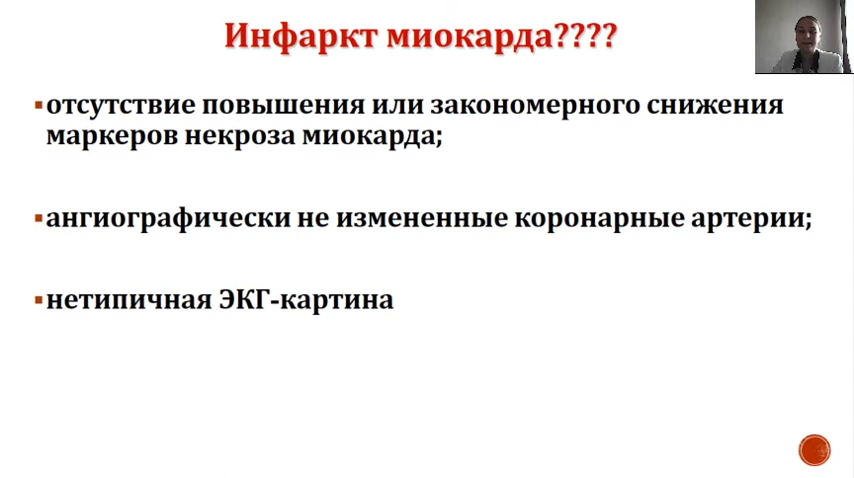 Инфаркт миокарда????
▪отсутствие повышения или закономерного снижения
маркеров некроза миокарда;
▪ангиографически не измененные коронарные артерии;
▪нетипичная ЭКГ-картина